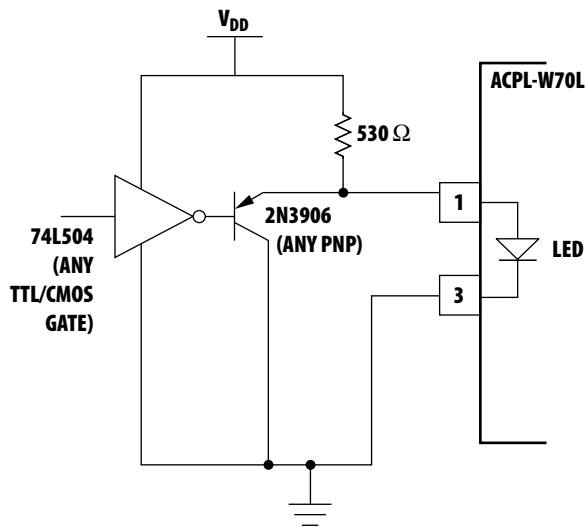 VDD
ACPL-W70L
530 Ω
1
2N3906
(ANY PNP)
74L504
(ANY
TTL/CMOS
GATE)
LED
3